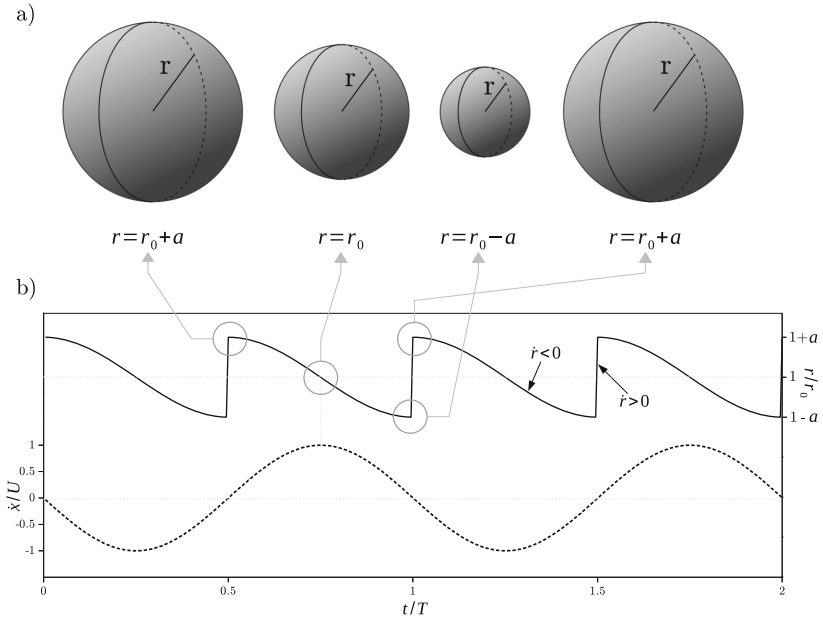 a)
r r r r
r=r₀+a r=r₀ r=r₀−a r=r₀+a
b)
1+a
ṙ<0
1
r/r₀
ṙ>0
1-a
1
0.5
0
-0.5
-1
ẋ/U
0 0.5 1 1.5 2
t/T